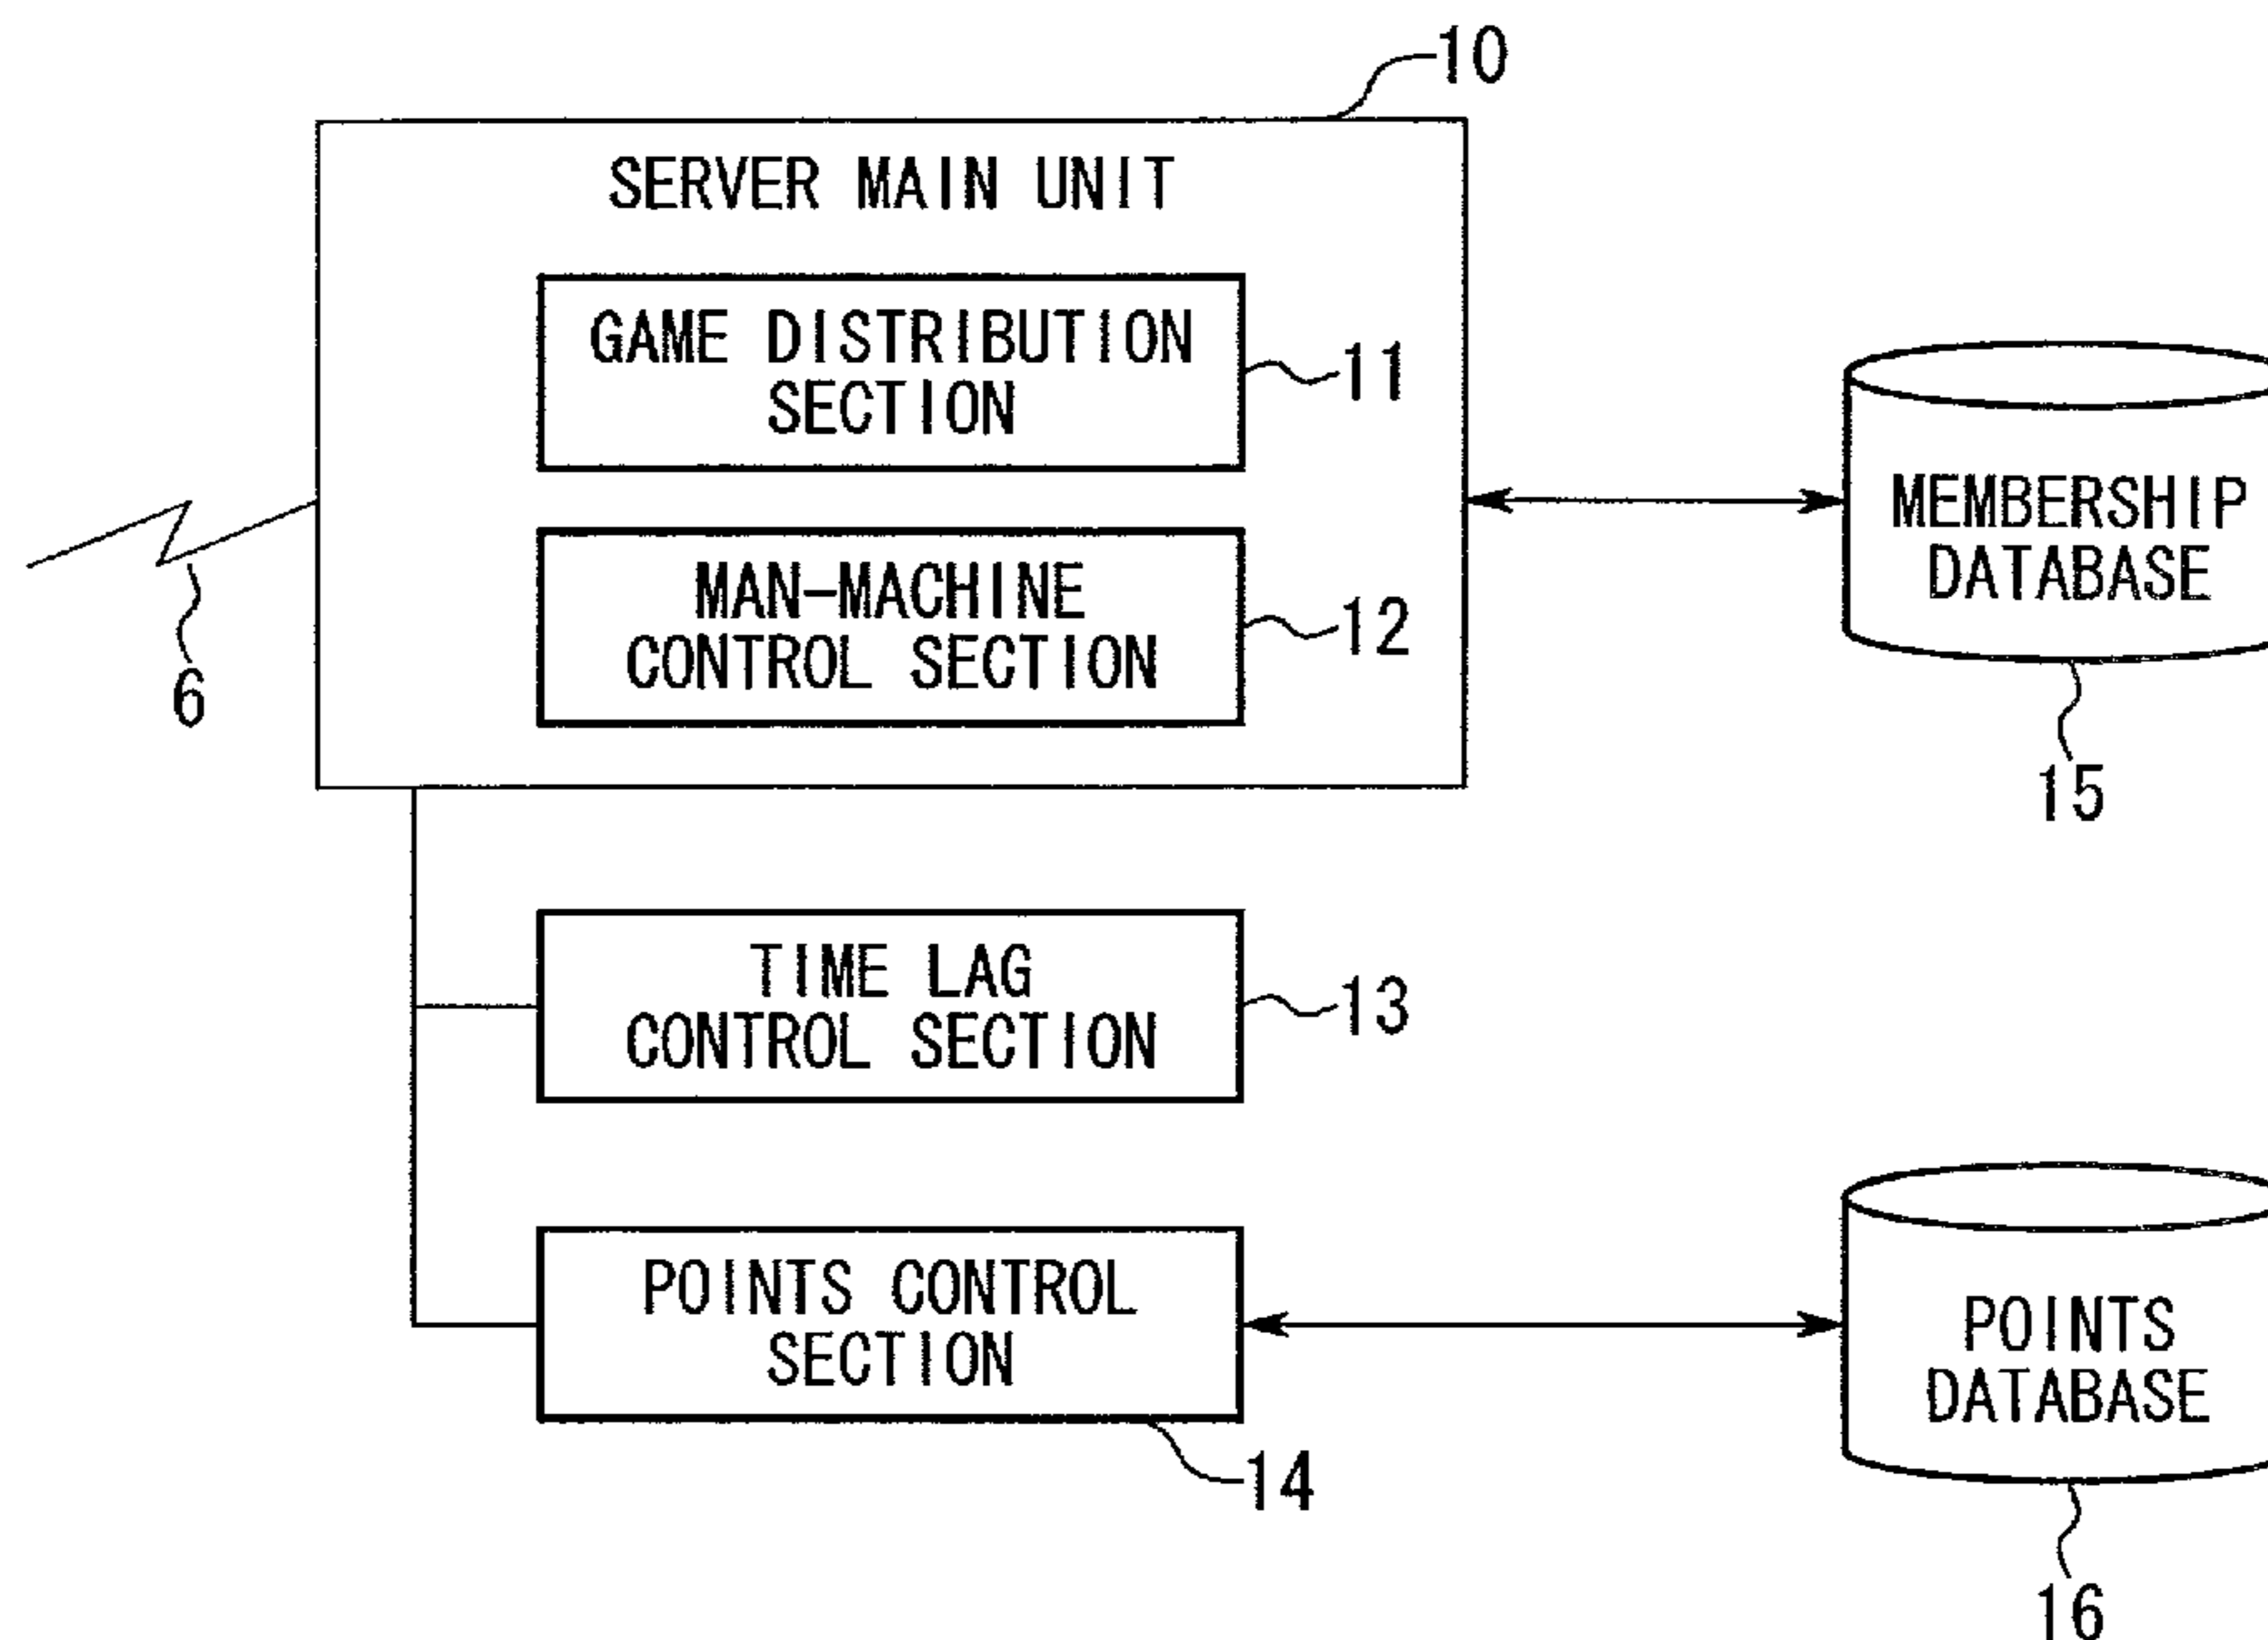 10
SERVER MAIN UNIT
GAME DISTRIBUTION
SECTION
11
MAN-MACHINE
CONTROL SECTION
12
6
MEMBERSHIP
DATABASE
15
TIME LAG
CONTROL SECTION
13
POINTS CONTROL
SECTION
14
POINTS
DATABASE
16